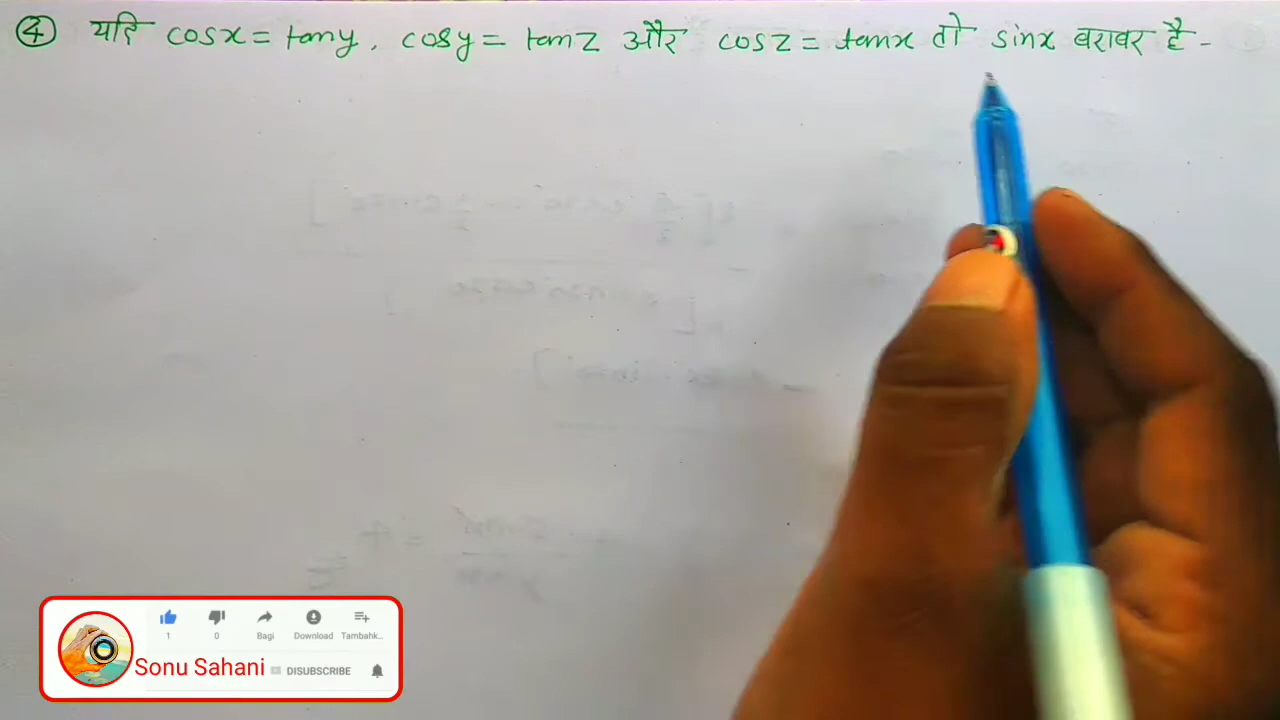 ④ यदि cosx = tany, cosy = tanz और cosz = tanx तो sinx बराबर है -
1
0
Bagi
Download
Tambahk...
Sonu Sahani
DISUBSCRIBE